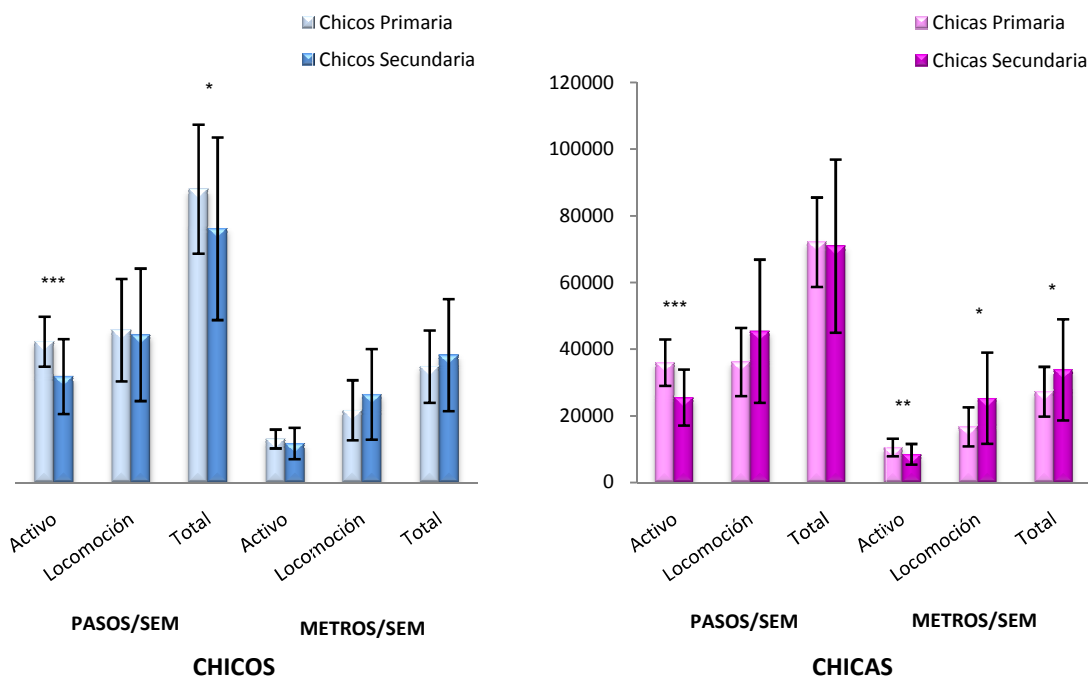 Chicos Primaria
Chicos Secundaria
*
***
Activo
Locomoción
Total
Activo
Locomoción
Total
PASOS/SEM
METROS/SEM
CHICOS
Chicas Primaria
Chicas Secundaria
120000
100000
80000
60000
40000
20000
0
***
**
*
*
Activo
Locomoción
Total
Activo
Locomoción
Total
PASOS/SEM
METROS/SEM
CHICAS